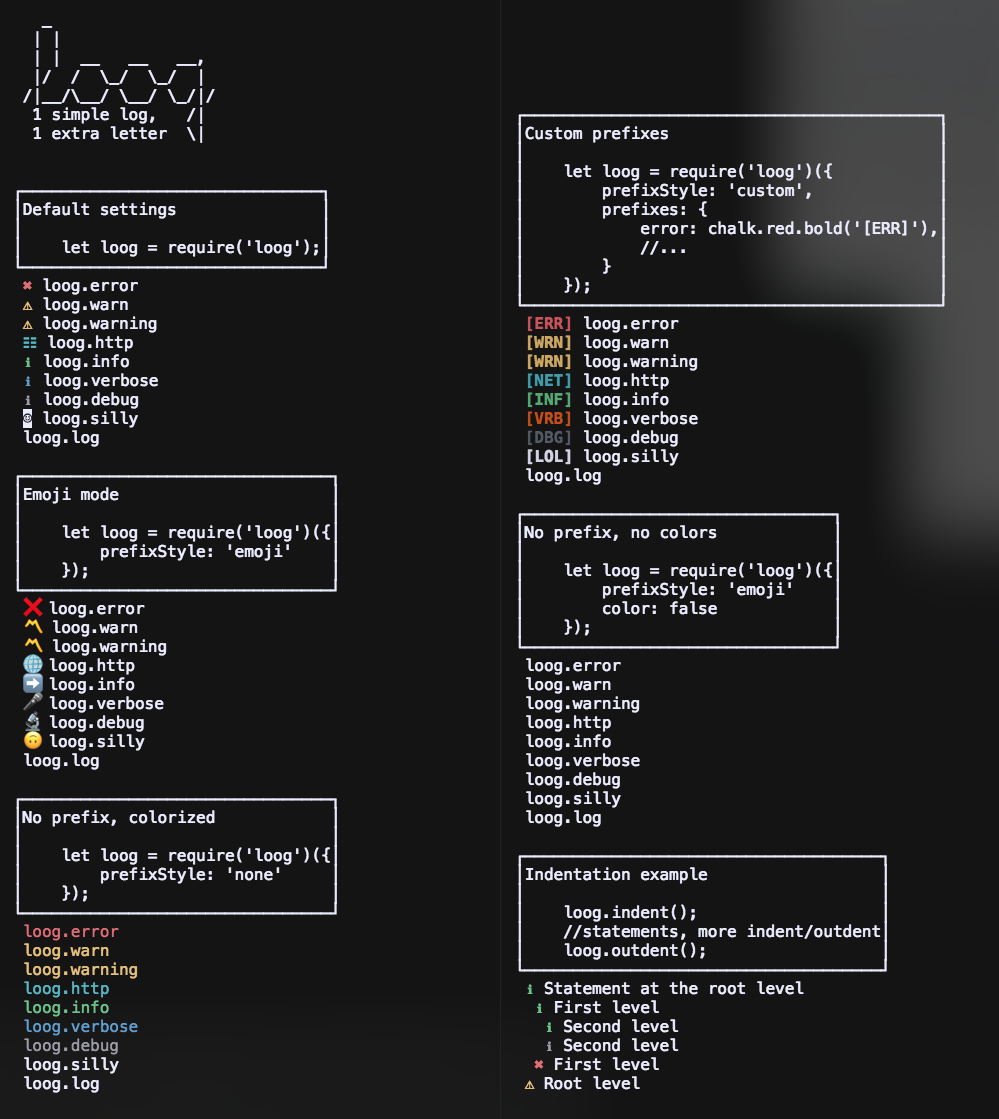 1 simple log,
1 extra letter
Default settings
let loog = require('loog');
✖ loog.error
⚠ loog.warn
⚠ loog.warning
☷ loog.http
ℹ loog.info
ℹ loog.verbose
ℹ loog.debug
☺ loog.silly
loog.log
Emoji mode
let loog = require('loog')({
prefixStyle: 'emoji'
});
❌ loog.error
〽️ loog.warn
〽️ loog.warning
🌐 loog.http
➡️ loog.info
🎤 loog.verbose
🔬 loog.debug
🙃 loog.silly
loog.log
No prefix, colorized
let loog = require('loog')({
prefixStyle: 'none'
});
loog.error
loog.warn
loog.warning
loog.http
loog.info
loog.verbose
loog.debug
loog.silly
loog.log
Custom prefixes
let loog = require('loog')({
prefixStyle: 'custom',
prefixes: {
error: chalk.red.bold('[ERR]'),
//...
}
});
[ERR] loog.error
[WRN] loog.warn
[WRN] loog.warning
[NET] loog.http
[INF] loog.info
[VRB] loog.verbose
[DBG] loog.debug
[LOL] loog.silly
loog.log
No prefix, no colors
let loog = require('loog')({
prefixStyle: 'emoji'
color: false
});
loog.error
loog.warn
loog.warning
loog.http
loog.info
loog.verbose
loog.debug
loog.silly
loog.log
Indentation example
loog.indent();
//statements, more indent/outdent
loog.outdent();
ℹ Statement at the root level
ℹ First level
ℹ Second level
ℹ Second level
✖ First level
⚠ Root level